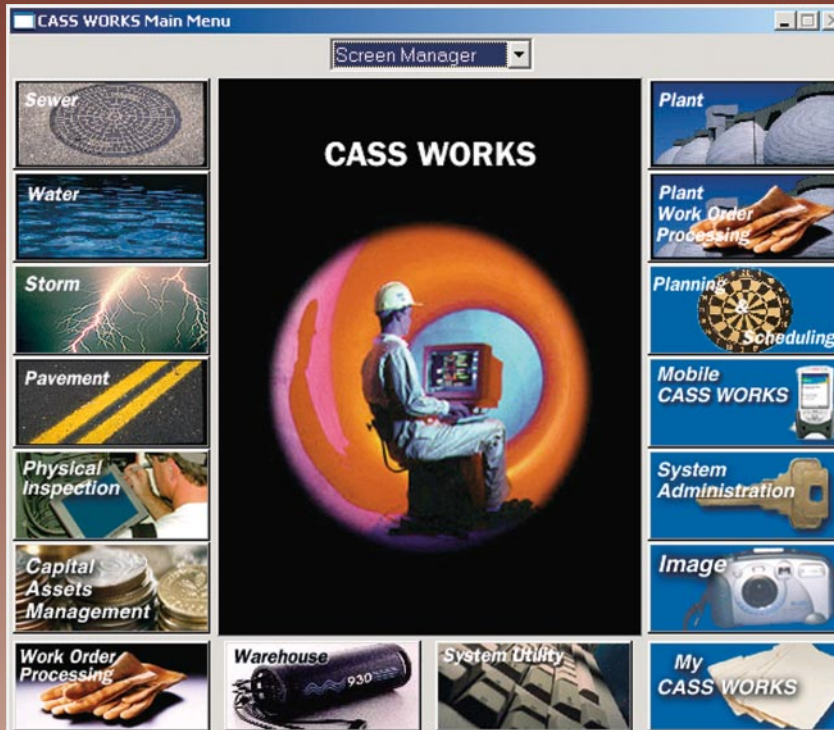 CASS WORKS Main Menu
Screen Manager
Sewer
Water
Storm
Pavement
Physical
Inspection
Capital
Assets
Management
Work Order
Processing
CASS WORKS
Warehouse
930
System Utility
Plant
Plant
Work Order
Processing
Planning
&
Scheduling
Mobile
CASS WORKS
System
Administration
Image
My
CASS WORKS